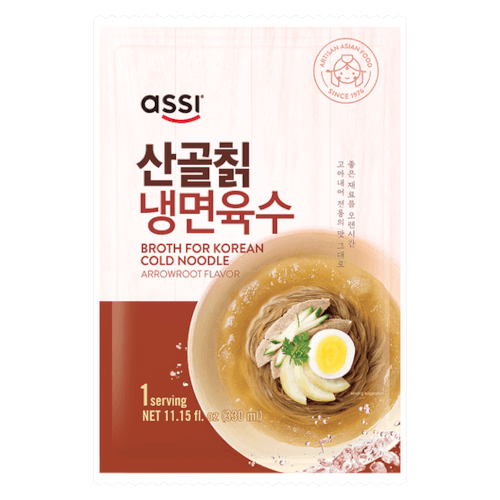 ARTISAN ASIAN FOOD
SINCE 1976
assi
산골칡
냉면육수
BROTH FOR KOREAN
COLD NOODLE
ARROWROOT FLAVOR
좋은 재료를 오랜시간
고아내어 전통의 맛 그대로
1 serving
NET 11.15 fl. oz (330 ml.)